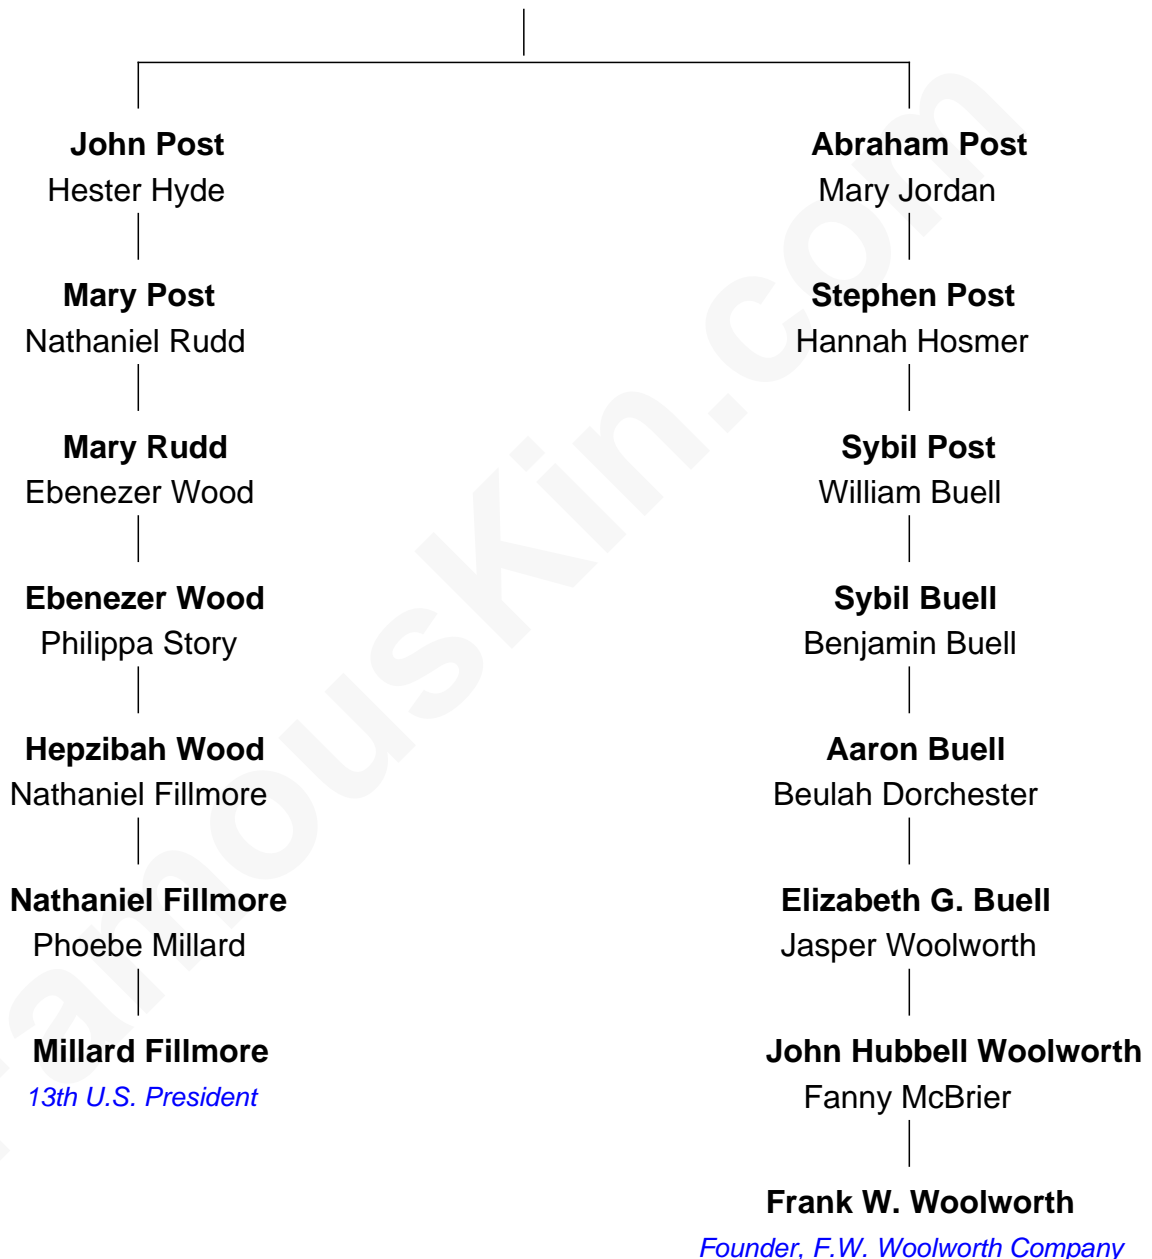 John Post
Hester Hyde
Mary Post
Nathaniel Rudd
Mary Rudd
Ebenezer Wood
Ebenezer Wood
Philippa Story
Hepzibah Wood
Nathaniel Fillmore
Nathaniel Fillmore
Phoebe Millard
Millard Fillmore
13th U.S. President
Abraham Post
Mary Jordan
Stephen Post
Hannah Hosmer
Sybil Post
William Buell
Sybil Buell
Benjamin Buell
Aaron Buell
Beulah Dorchester
Elizabeth G. Buell
Jasper Woolworth
John Hubbell Woolworth
Fanny McBrier
Frank W. Woolworth
Founder, F.W. Woolworth Company
FamousKin.com